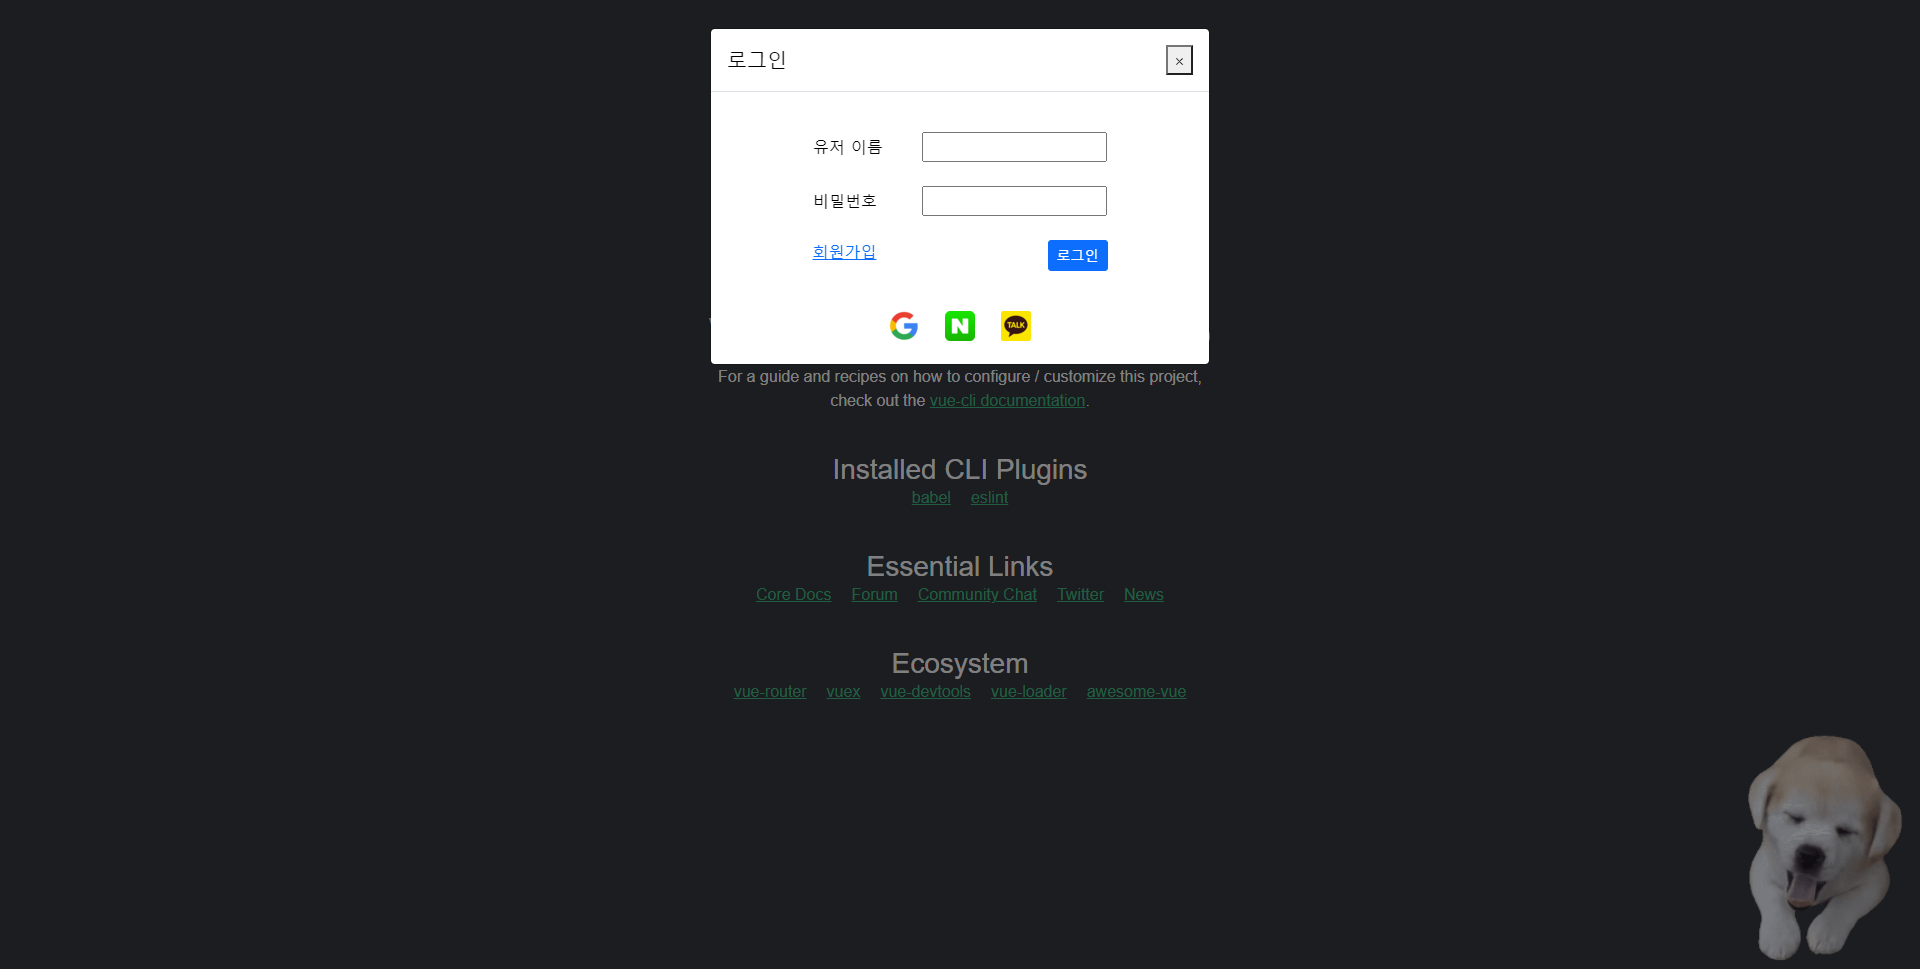 로그인 ×
유저 이름
비밀번호
회원가입 로그인
N TALK
For a guide and recipes on how to configure / customize this project,
check out the vue-cli documentation.
Installed CLI Plugins
babel eslint
Essential Links
Core Docs Forum Community Chat Twitter News
Ecosystem
vue-router vuex vue-devtools vue-loader awesome-vue